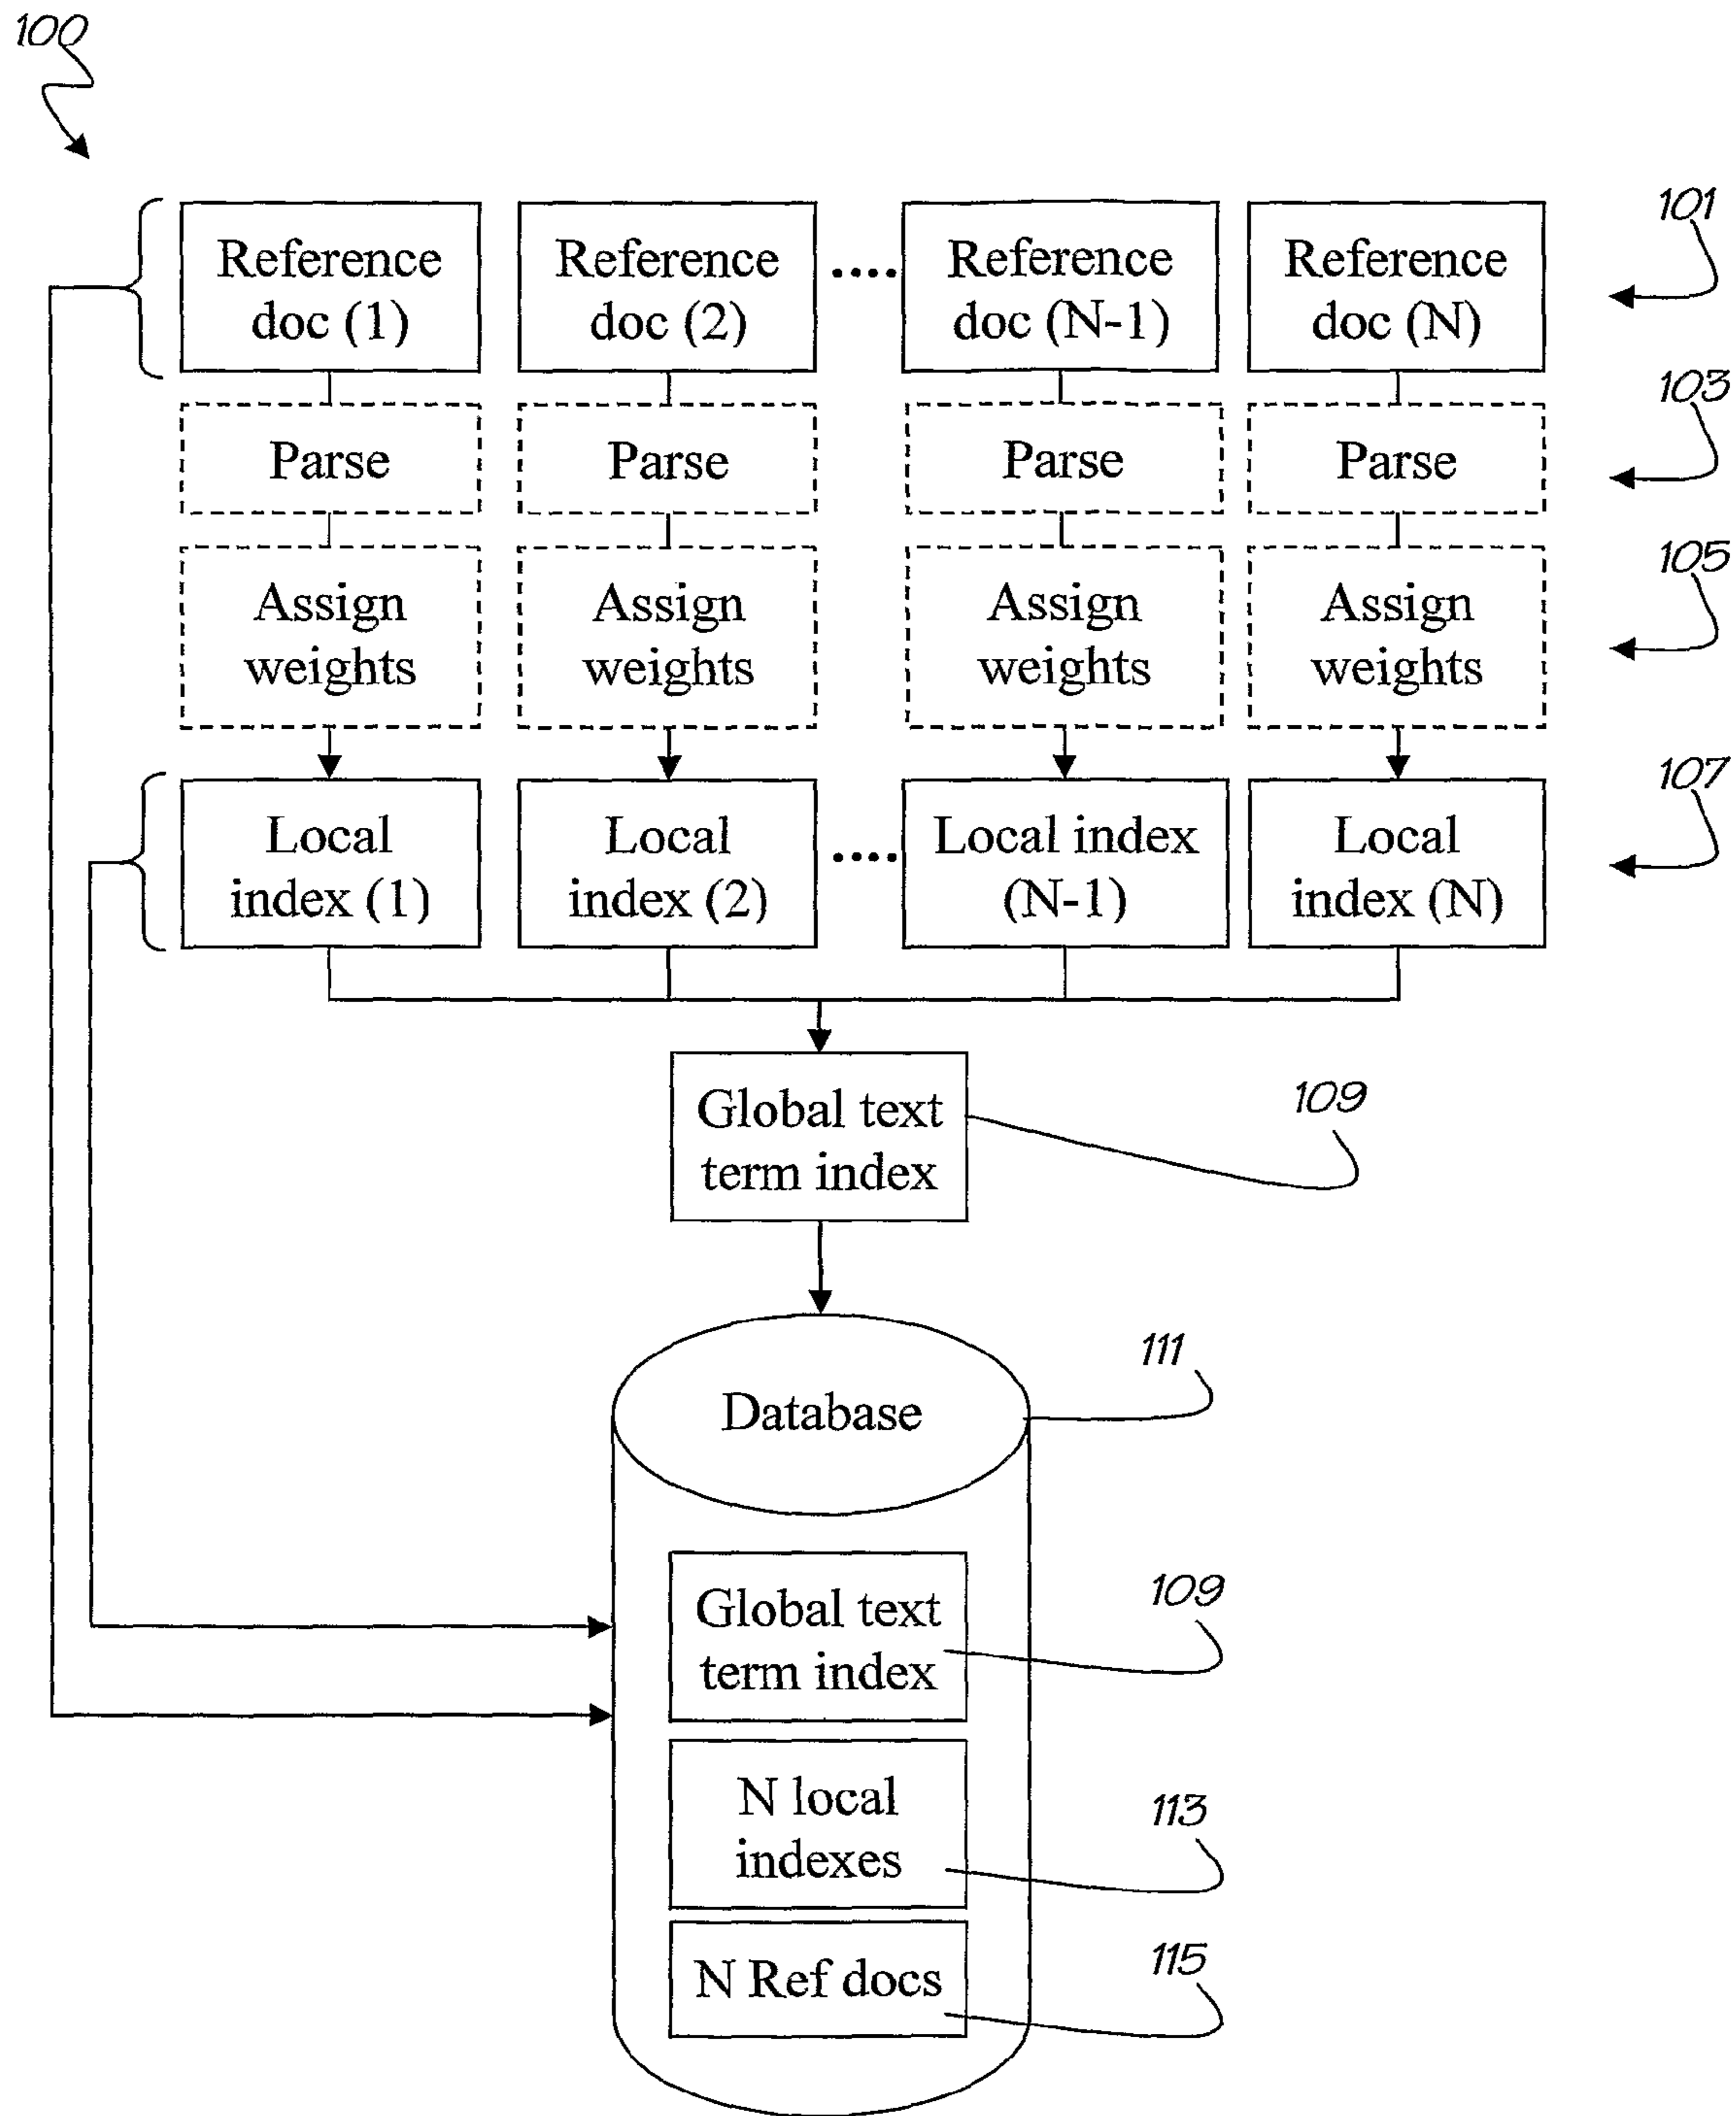 100
101
Reference
doc (1)
Reference
doc (2)
....
Reference
doc (N-1)
Reference
doc (N)
103
Parse
Parse
Parse
Parse
105
Assign
weights
Assign
weights
Assign
weights
Assign
weights
107
Local
index (1)
Local
index (2)
....
Local index
(N-1)
Local
index (N)
Global text
term index
109
111
Database
Global text
term index
109
N local
indexes
113
N Ref docs
115